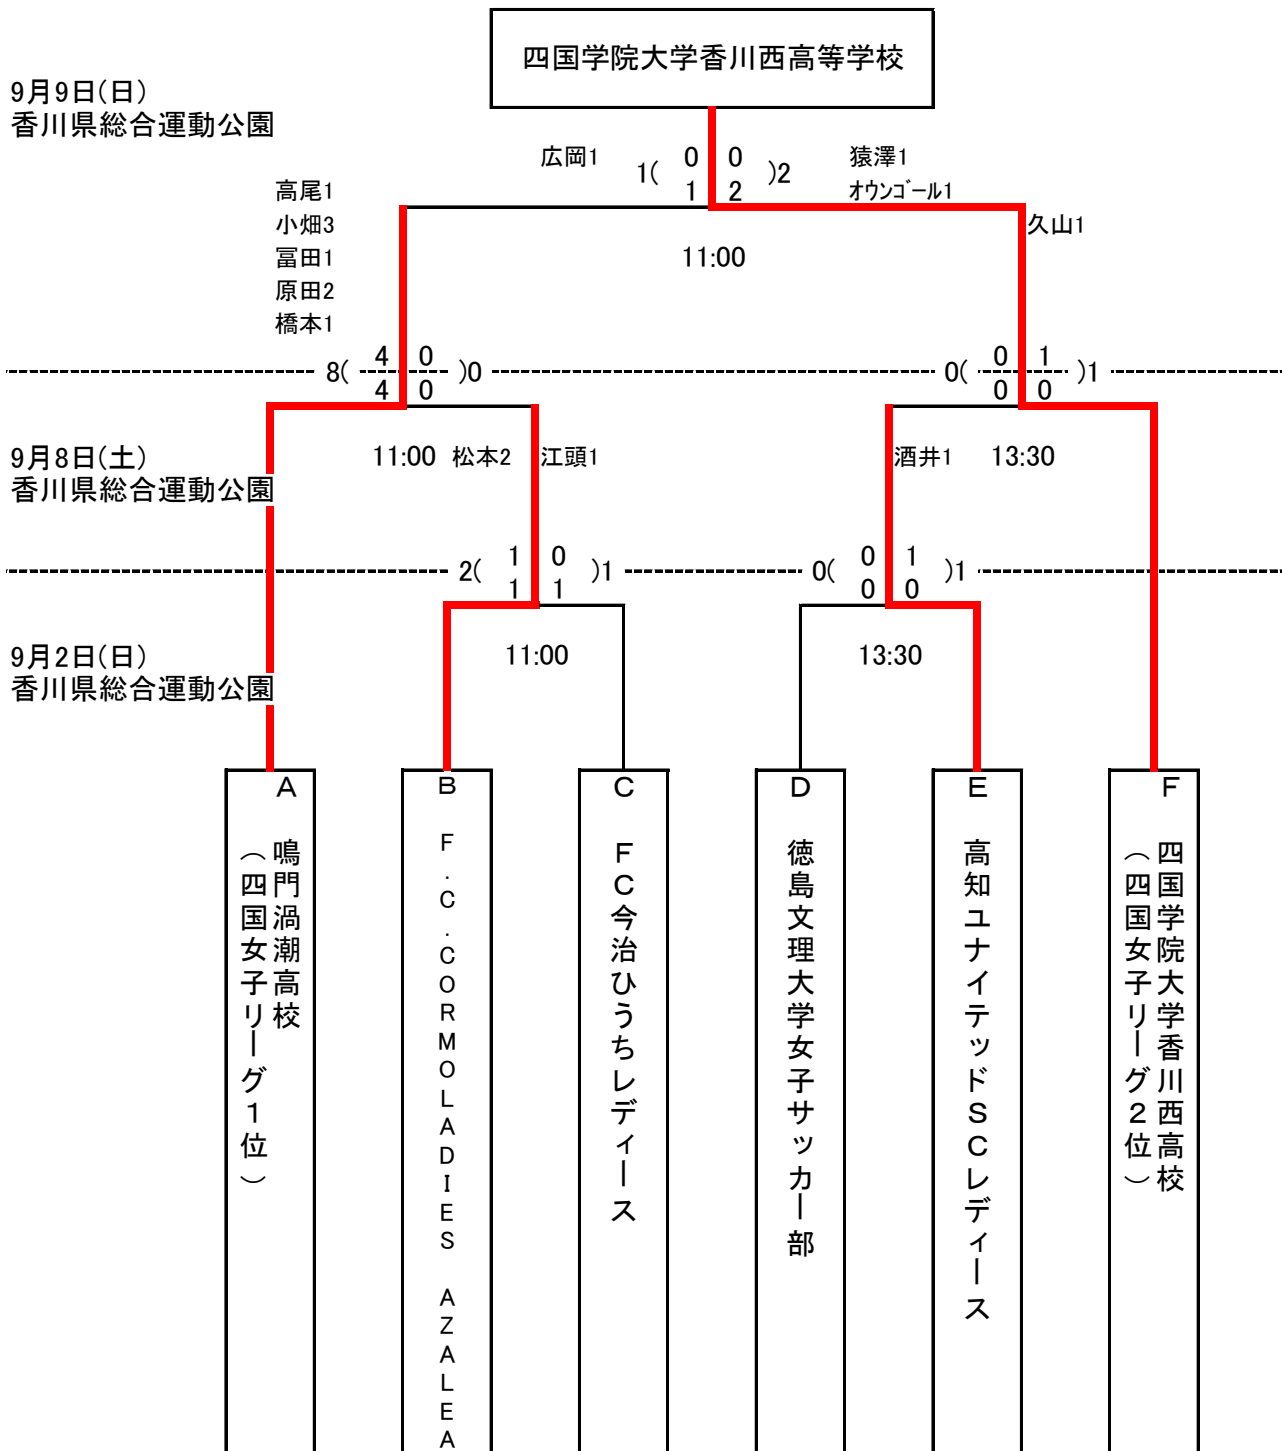 四国学院大学香川西高等学校
9月9日(日)
香川県総合運動公園
広岡1
1( 0 0 )2
1 2
猿澤1
オウンゴール1
高尾1
小畑3
冨田1
原田2
橋本1
久山1
11:00
8( 4 0 )0
4 0
0( 0 1 )1
0 0
9月8日(土)
香川県総合運動公園
11:00 松本2 江頭1
酒井1 13:30
2( 1 0 )1
1 1
0( 0 1 )1
0 0
9月2日(日)
香川県総合運動公園
11:00
13:30
A
鳴門渦潮高校
(四国女子リーグ1位)
B
F.C.CORMOLADIES AZALEA
C
FC今治ひうちレディース
D
徳島文理大学女子サッカー部
E
高知ユナイテッドSCレディース
F
四国学院大学香川西高校
(四国女子リーグ2位)